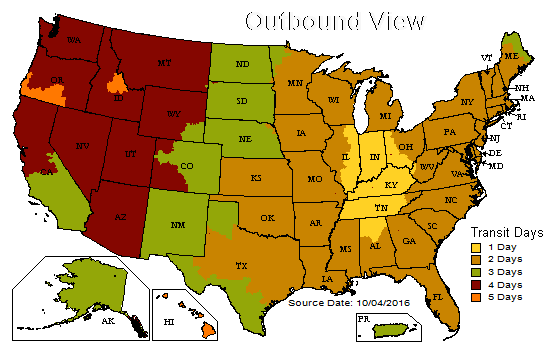 Outbound View
WA
MT
ND
MN
ME
VT
OR
ID
SD
WI
MI
NY
NH
MA
RI
CT
WY
IA
PA
NJ
NE
IL
IN
OH
DE
MD
NV
UT
CO
WV
VA
CA
KS
MO
KY
NC
TN
AZ
NM
OK
AR
SC
MS
AL
GA
TX
LA
FL
AK
HI
PR
Source Date: 10/04/2016
Transit Days
1 Day
2 Days
3 Days
4 Days
5 Days